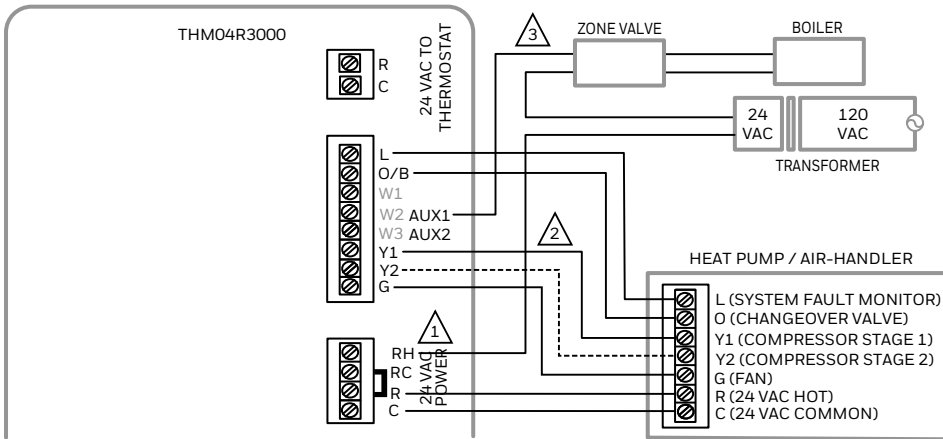 THM04R3000
R
C
24 VAC TO
THERMOSTAT
3
ZONE VALVE
BOILER
24
VAC
120
VAC
TRANSFORMER
L
O/B
W1
W2 AUX1
W3 AUX2
Y1
Y2
G
2
1
RH
RC
R
C
24 VAC
POWER
HEAT PUMP / AIR-HANDLER
L (SYSTEM FAULT MONITOR)
O (CHANGEOVER VALVE)
Y1 (COMPRESSOR STAGE 1)
Y2 (COMPRESSOR STAGE 2)
G (FAN)
R (24 VAC HOT)
C (24 VAC COMMON)